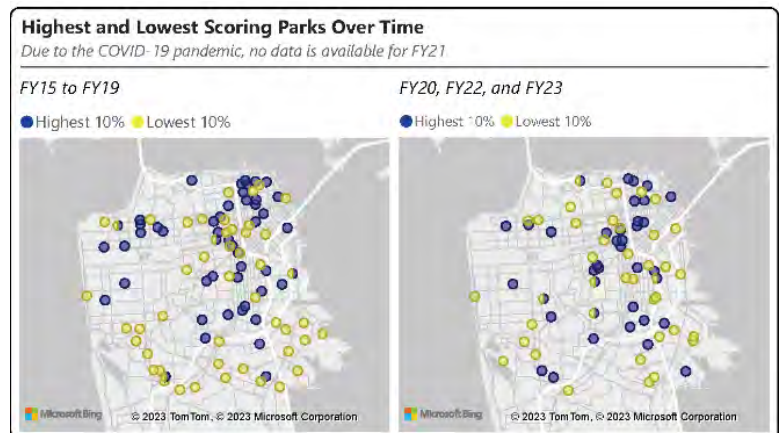 Highest and Lowest Scoring Parks Over Time
Due to the COVID-19 pandemic, no data is available for FY21
FY15 to FY19
Highest 10% Lowest 10%
Microsoft Bing
© 2023 TomTom, © 2023 Microsoft Corporation
FY20, FY22, and FY23
Highest 10% Lowest 10%
Microsoft Bing
© 2023 TomTom, © 2023 Microsoft Corporation